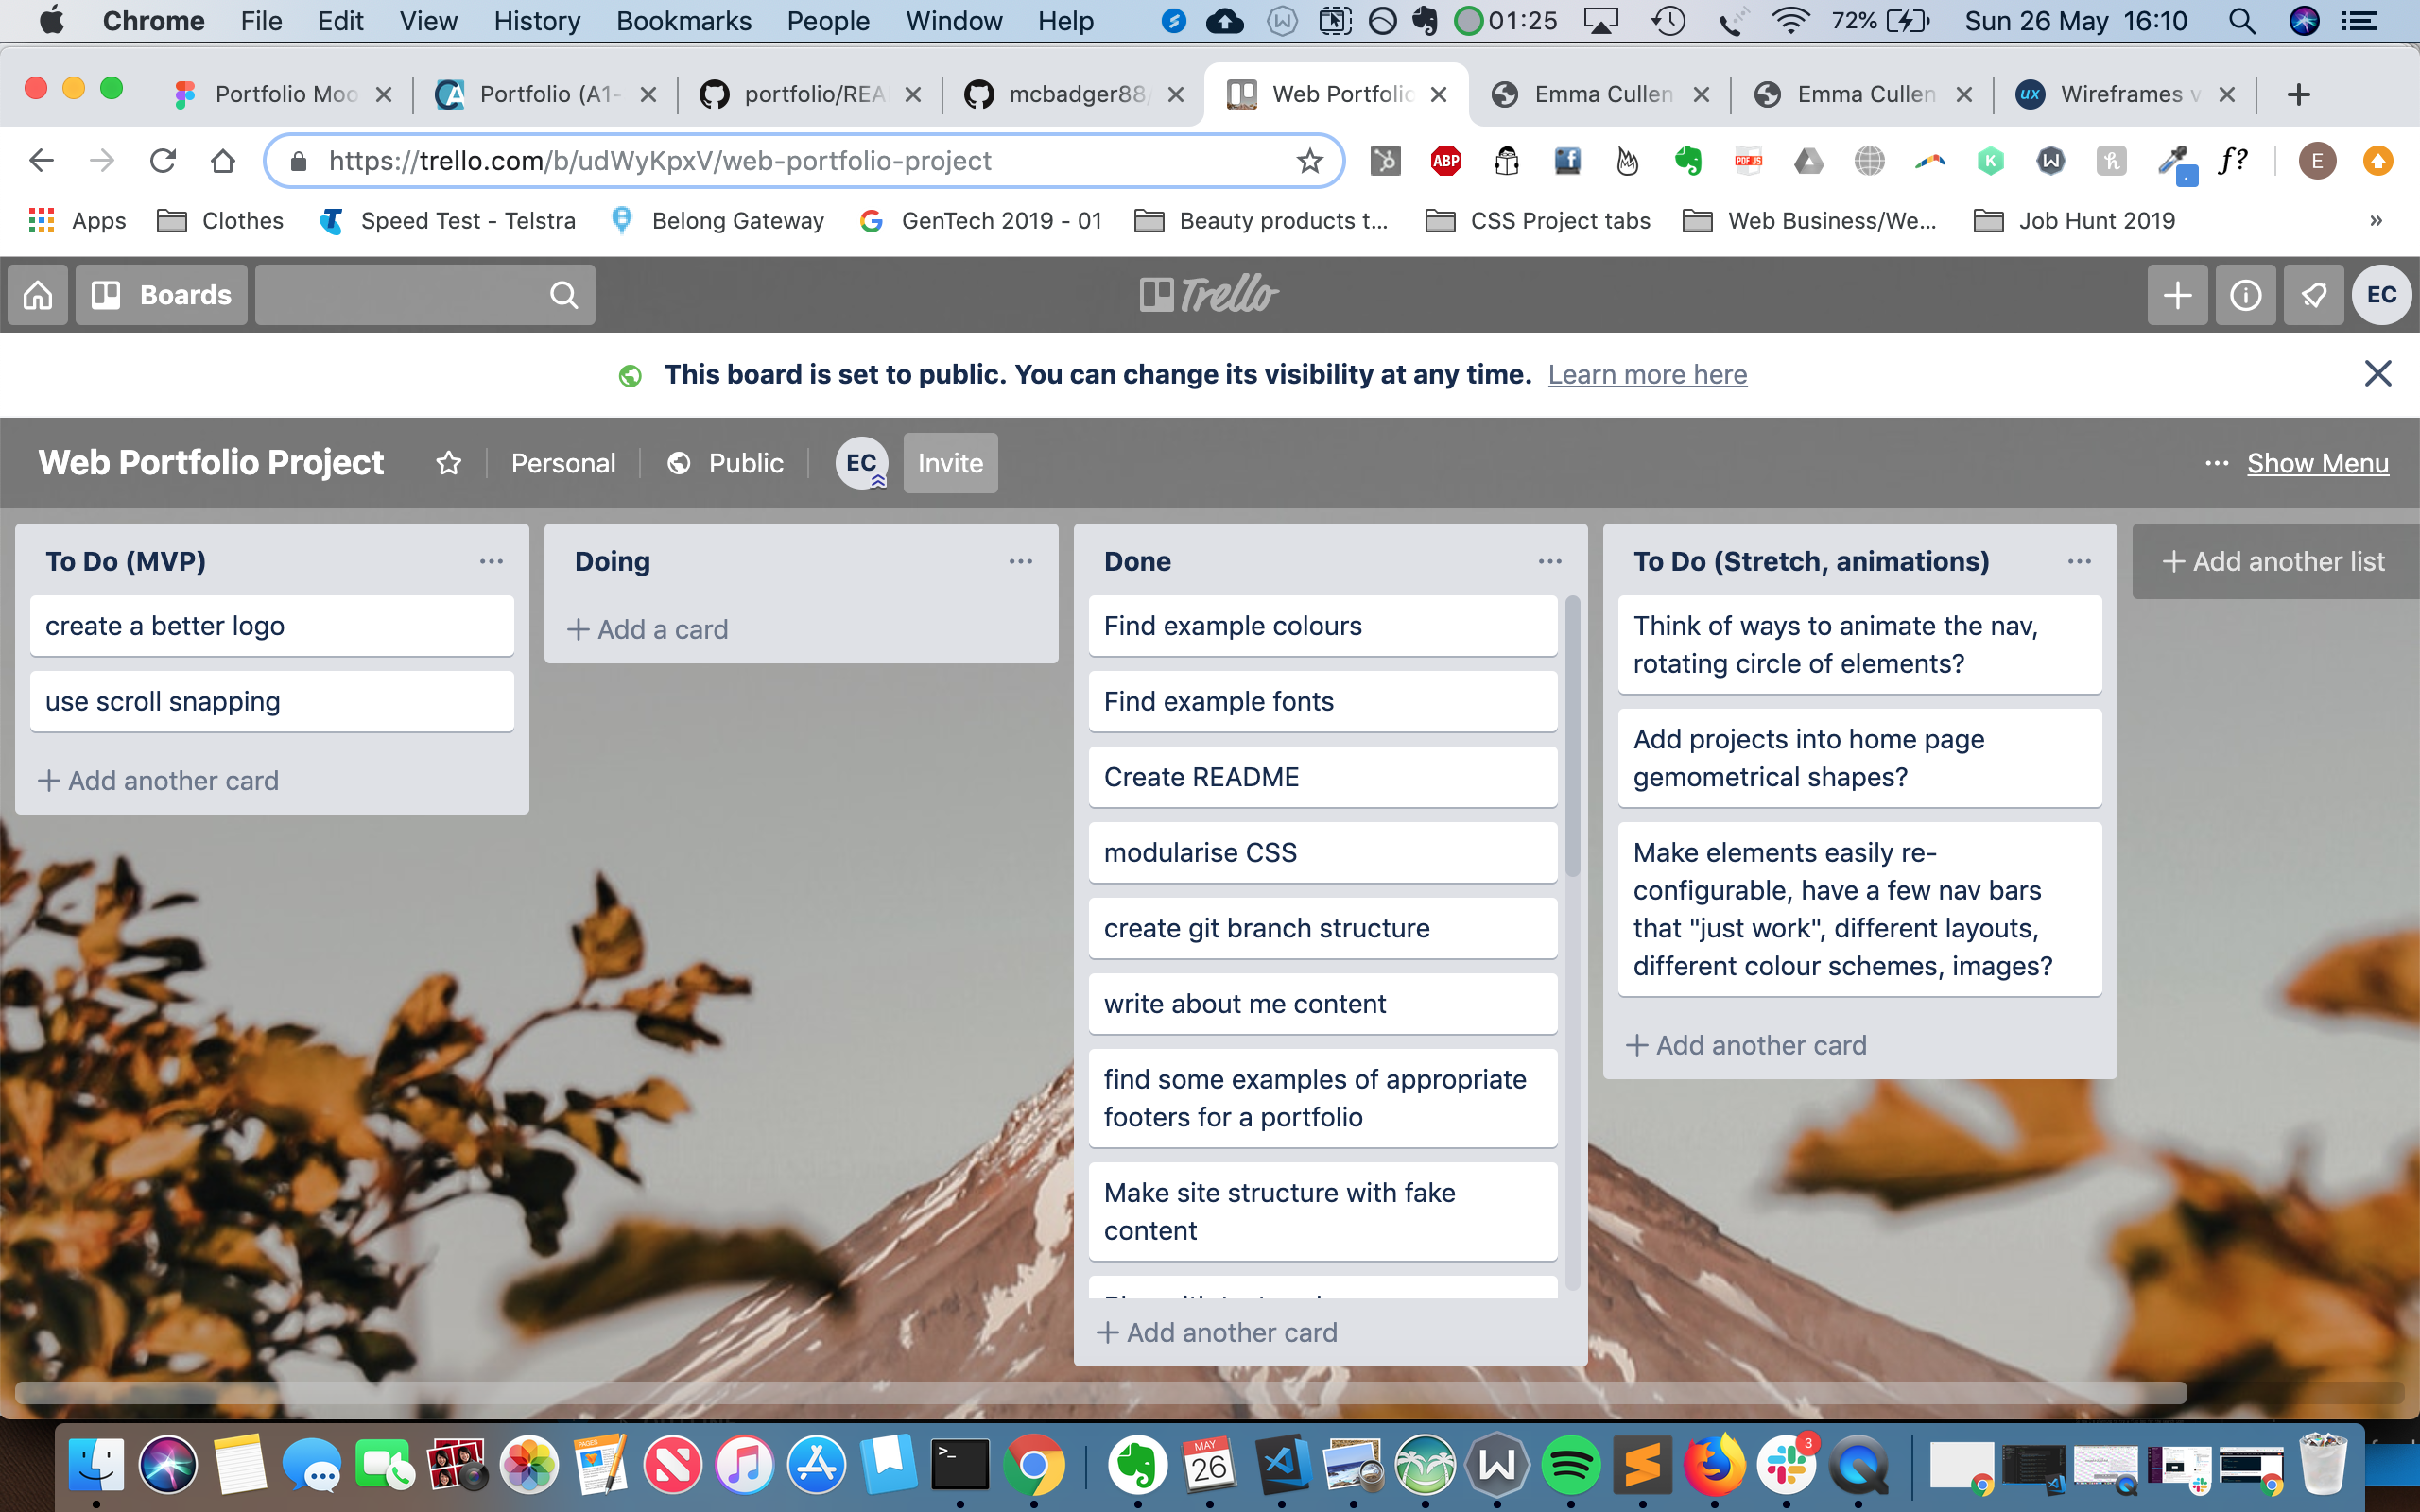 Chrome File Edit View History Bookmarks People Window Help 01:25 72% Sun 26 May 16:10
Portfolio Moo Portfolio (A1- portfolio/REA mcbadger88/ Web Portfolio Emma Cullen Emma Cullen Wireframes v
https://trello.com/b/udWyKpxV/web-portfolio-project ABP PDF JS K W h f? E
Apps Clothes Speed Test - Telstra Belong Gateway GenTech 2019 - 01 Beauty products t... CSS Project tabs Web Business/We... Job Hunt 2019 »
Boards Trello EC
This board is set to public. You can change its visibility at any time. Learn more here
Web Portfolio Project Personal Public EC Invite ... Show Menu
To Do (MVP)
create a better logo
use scroll snapping
+ Add another card
Doing
+ Add a card
Done
Find example colours
Find example fonts
Create README
modularise CSS
create git branch structure
write about me content
find some examples of appropriate
footers for a portfolio
Make site structure with fake
content
+ Add another card
To Do (Stretch, animations)
Think of ways to animate the nav,
rotating circle of elements?
Add projects into home page
gemometrical shapes?
Make elements easily re-
configurable, have a few nav bars
that "just work", different layouts,
different colour schemes, images?
+ Add another card
+ Add another list
PAGES MAY 26 3